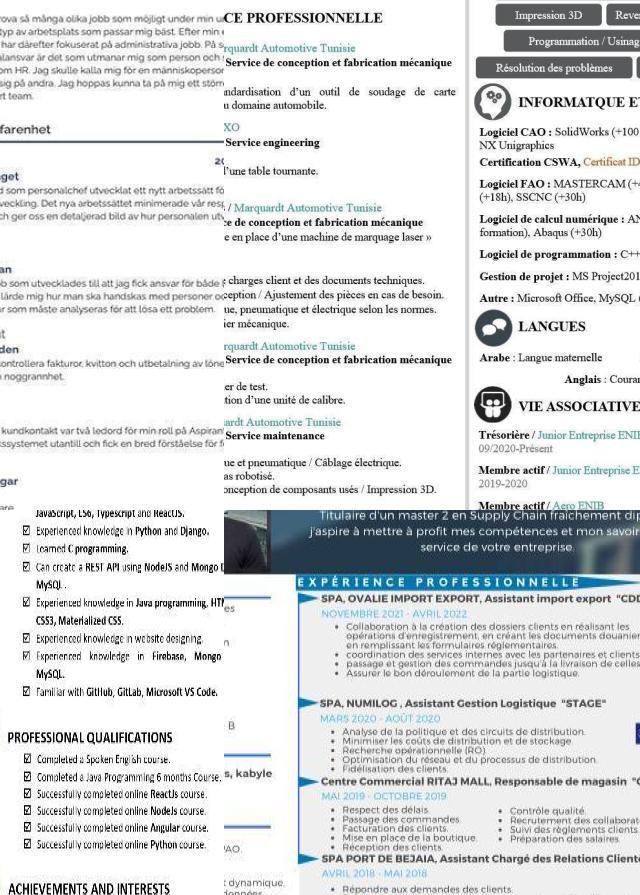 rova så många olika jobb som möjligt under min
typ av arbetsplats som passar mig bäst. Efter min
har därefter fokuserat på administrativa jobb. På
alansvar är det som utmanar mig som person och
om HR. Jag skulle kalla mig för en människoperson
sig på andra. Jag hoppas kunna ta på mig ett
rt team.
farenhet
get
d som personalchef utvecklat ett nytt arbetssätt
veckling. Det nya arbetssättet minimerade vår
ch ger oss en detaljerad bild av hur personalen
an
ob som utvecklades till att jag fick ansvar för både
lärde mig hur man ska handskas med personer
r som måste analyseras för att lösa ett problem.
t
den
kontrollera fakturor, kvitton och utbetalning av
noggrannhet.
kundkontakt var två ledord för min roll på
ssystemet utantill och fick en bred förståelse för
gar
CE PROFESSIONNELLE
rquardt Automotive Tunisie
Service de conception et fabrication mécanique
ndardisation d'un outil de soudage de carte
u domaine automobile.
XO
Service engineering
l'une table tournante.
/ Marquardt Automotive Tunisie
ce de conception et fabrication mécanique
e en place d'une machine de marquage laser »
charges client et des documents techniques.
ception / Ajustement des pièces en cas de besoin.
ue, pneumatique et électrique selon les normes.
ier mécanique.
rquardt Automotive Tunisie
Service de conception et fabrication mécanique
er de test.
tion d'une unité de calibre.
ardt Automotive Tunisie
Service maintenance
ue et pneumatique / Câblage électrique.
as robotisé.
onception de composants usés / Impression 3D.
Impression 3D
Programmation / Usinag
Résolution des problèmes
INFORMATQUE ET
Logiciel CAO : SolidWorks (+100
NX Unigraphics
Certification CSWA, Certificat ID
Logiciel FAO : MASTERCAM
(+18h), SSCNC (+30h)
Logiciel de calcul numérique :
formation), Abaqus (+30h)
Logiciel de programmation : C++
Gestion de projet : MS Project201
Autre : Microsoft Office, MySQL
LANGUES
Arabe : Langue maternelle
Anglais : Couran
VIE ASSOCIATIVE
Trésorière / Junior Entreprise ENIB
09/2020-Présent
Membre actif / Junior Entreprise
2019-2020
Membre actif / Aero ENIB
JavaScript, ES6, Typescript and ReactJS.
Experienced knowledge in Python and Django.
Learned C programming.
Can create a REST API using NodeJS and Mongo
MySQL.
Experienced knowledge in Java programming,
CSS3, Materialized CSS.
Experienced knowledge in website designing.
Experienced knowledge in Firebase, Mongo
MySQL.
Familiar with GitHub, GitLab, Microsoft VS Code.
PROFESSIONAL QUALIFICATIONS
Completed a Spoken English course.
Completed a Java Programming 6 months Course.
Successfully completed online ReactJs course.
Successfully completed online NodeJs course.
Successfully completed online Angular course.
Successfully completed online Python course.
ACHIEVEMENTS AND INTERESTS
es
n
B
s, kabyle
AO.
t dynamique.
données
Titulaire d'un master 2 en Supply Chain fraichement
j'aspire à mettre à profit mes compétences et mon savoir
service de votre entreprise.
EXPÉRIENCE PROFESSIONNELLE
SPA, OVALIE IMPORT EXPORT, Assistant import export "CDD
NOVEMBRE 2021 - AVRIL 2022
Collaboration à la création des dossiers clients en réalisant les
opérations d'enregistrement, en créant les documents douanier
en remplissant les formulaires réglementaires.
coordination des services internes avec les partenaires et clients
passage et gestion des commandes jusqu'à la livraison de celles
Assurer le bon déroulement de la partie logistique.
SPA, NUMILOG , Assistant Gestion Logistique "STAGE"
MARS 2020 - AOÛT 2020
Analyse de la politique et des circuits de distribution.
Minimiser les coûts de distribution et de stockage.
Recherche opérationnelle (RO).
Optimisation du réseau et du processus de distribution.
Fidélisation des clients.
Centre Commercial RITAJ MALL, Responsable de magasin
MAI 2019 - OCTOBRE 2019
Respect des délais.
Passage des commandes.
Facturation des clients.
Mise en place de la boutique.
Réception des clients.
Contrôle qualité.
Recrutement des collaborat
Suivi des règlements clients.
Préparation des salaires.
SPA PORT DE BEJAIA, Assistant Chargé des Relations Cliente
AVRIL 2018 - MAI 2018
Répondre aux demandes des clients.